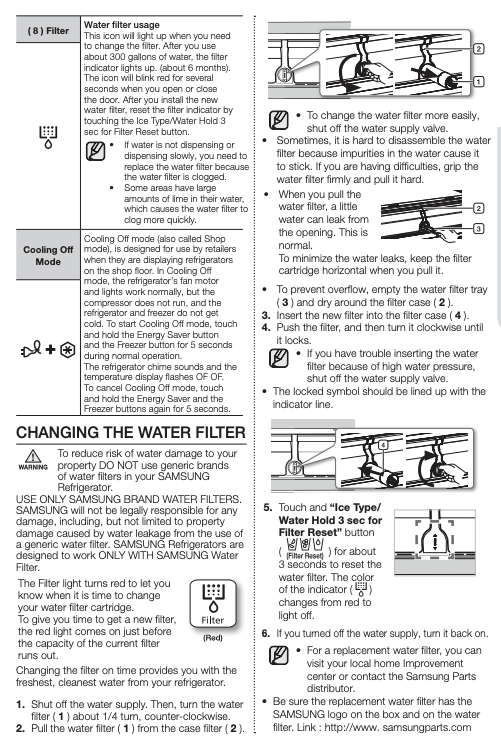 ( 8 ) Filter
Water filter usage
This icon will light up when you need
to change the filter. After you use
about 300 gallons of water, the filter
indicator lights up. (about 6 months).
The icon will blink red for several
seconds when you open or close
the door. After you install the new
water filter, reset the filter indicator by
touching the Ice Type/Water Hold 3
sec for Filter Reset button.
• If water is not dispensing or
dispensing slowly, you need to
replace the water filter because
the water filter is clogged.
• Some areas have large
amounts of lime in their water,
which causes the water filter to
clog more quickly.
Cooling Off
Mode
Cooling Off mode (also called Shop
mode), is designed for use by retailers
when they are displaying refrigerators
on the shop floor. In Cooling Off
mode, the refrigerator's fan motor
and lights work normally, but the
compressor does not run, and the
refrigerator and freezer do not get
cold. To start Cooling Off mode, touch
and hold the Energy Saver button
and the Freezer button for 5 seconds
during normal operation.
The refrigerator chime sounds and the
temperature display flashes OF OF.
To cancel Cooling Off mode, touch
and hold the Energy Saver and the
Freezer buttons again for 5 seconds.
CHANGING THE WATER FILTER
WARNING
To reduce risk of water damage to your
property DO NOT use generic brands
of water filters in your SAMSUNG
Refrigerator.
USE ONLY SAMSUNG BRAND WATER FILTERS.
SAMSUNG will not be legally responsible for any
damage, including, but not limited to property
damage caused by water leakage from the use of
a generic water filter. SAMSUNG Refrigerators are
designed to work ONLY WITH SAMSUNG Water
Filter.
The Filter light turns red to let you
know when it is time to change
your water filter cartridge.
To give you time to get a new filter,
the red light comes on just before
the capacity of the current filter
runs out.
Filter
(Red)
Changing the filter on time provides you with the
freshest, cleanest water from your refrigerator.
1. Shut off the water supply. Then, turn the water
filter ( 1 ) about 1/4 turn, counter-clockwise.
2. Pull the water filter ( 1 ) from the case filter ( 2 ).
2
1
• To change the water filter more easily,
shut off the water supply valve.
• Sometimes, it is hard to disassemble the water
filter because impurities in the water cause it
to stick. If you are having difficulties, grip the
water filter firmly and pull it hard.
• When you pull the
water filter, a little
water can leak from
the opening. This is
normal.
To minimize the water leaks, keep the filter
cartridge horizontal when you pull it.
2
3
• To prevent overflow, empty the water filter tray
( 3 ) and dry around the filter case ( 2 ).
3. Insert the new filter into the filter case ( 4 ).
4. Push the filter, and then turn it clockwise until
it locks.
• If you have trouble inserting the water
filter because of high water pressure,
shut off the water supply valve.
• The locked symbol should be lined up with the
indicator line.
4
5. Touch and "Ice Type/
Water Hold 3 sec for
Filter Reset" button
( (Filter Reset) ) for about
3 seconds to reset the
water filter. The color
of the indicator ( )
changes from red to
light off.
6. If you turned off the water supply, turn it back on.
• For a replacement water filter, you can
visit your local home Improvement
center or contact the Samsung Parts
distributor.
• Be sure the replacement water filter has the
SAMSUNG logo on the box and on the water
filter. Link : http://www. samsungparts.com